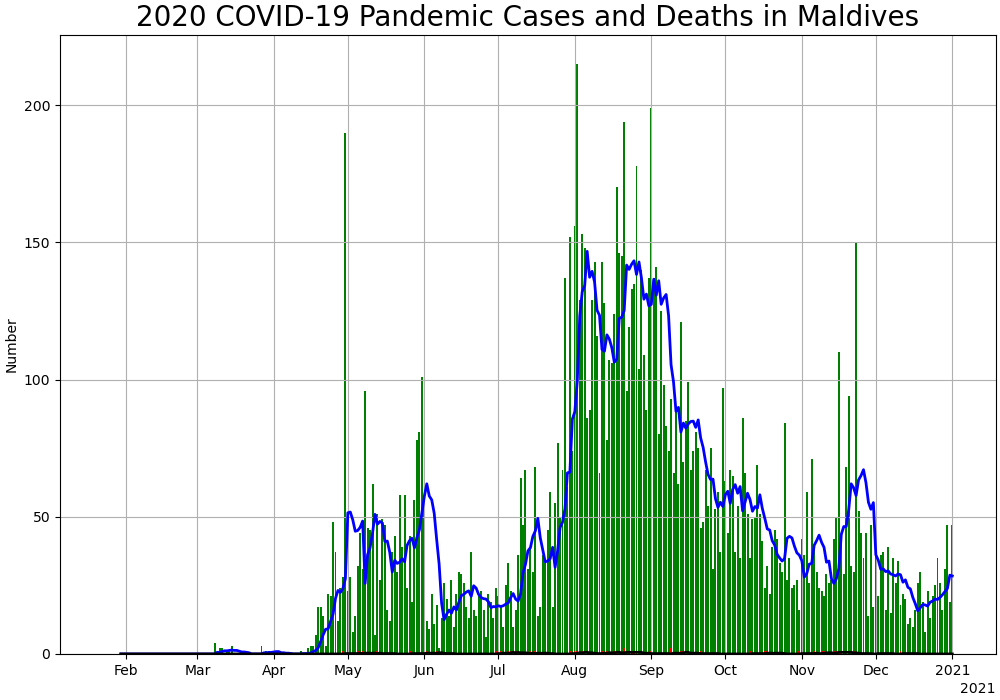 2020 COVID-19 Pandemic Cases and Deaths in Maldives
Number
200
150
100
50
0
Feb Mar Apr May Jun Jul Aug Sep Oct Nov Dec 2021
2021